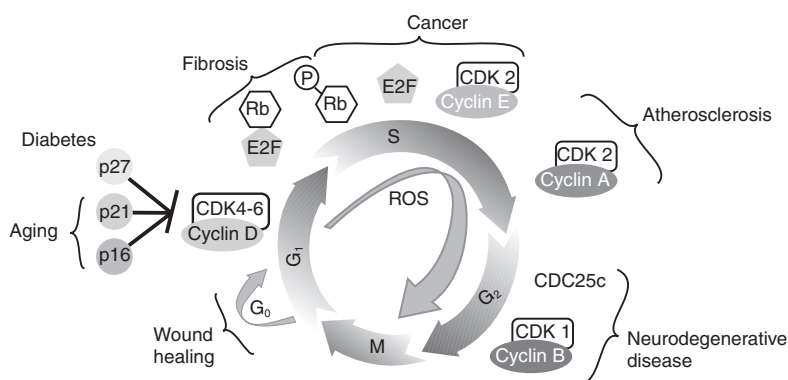 Cancer
Fibrosis
P
Rb
Rb
E2F
E2F
CDK 2
Cyclin E
Atherosclerosis
CDK 2
Cyclin A
Diabetes
p27
p21
p16
Aging
CDK4-6
Cyclin D
S
ROS
G₁
G₂
G₀
M
CDC25c
CDK 1
Cyclin B
Wound
healing
Neurodegenerative
disease